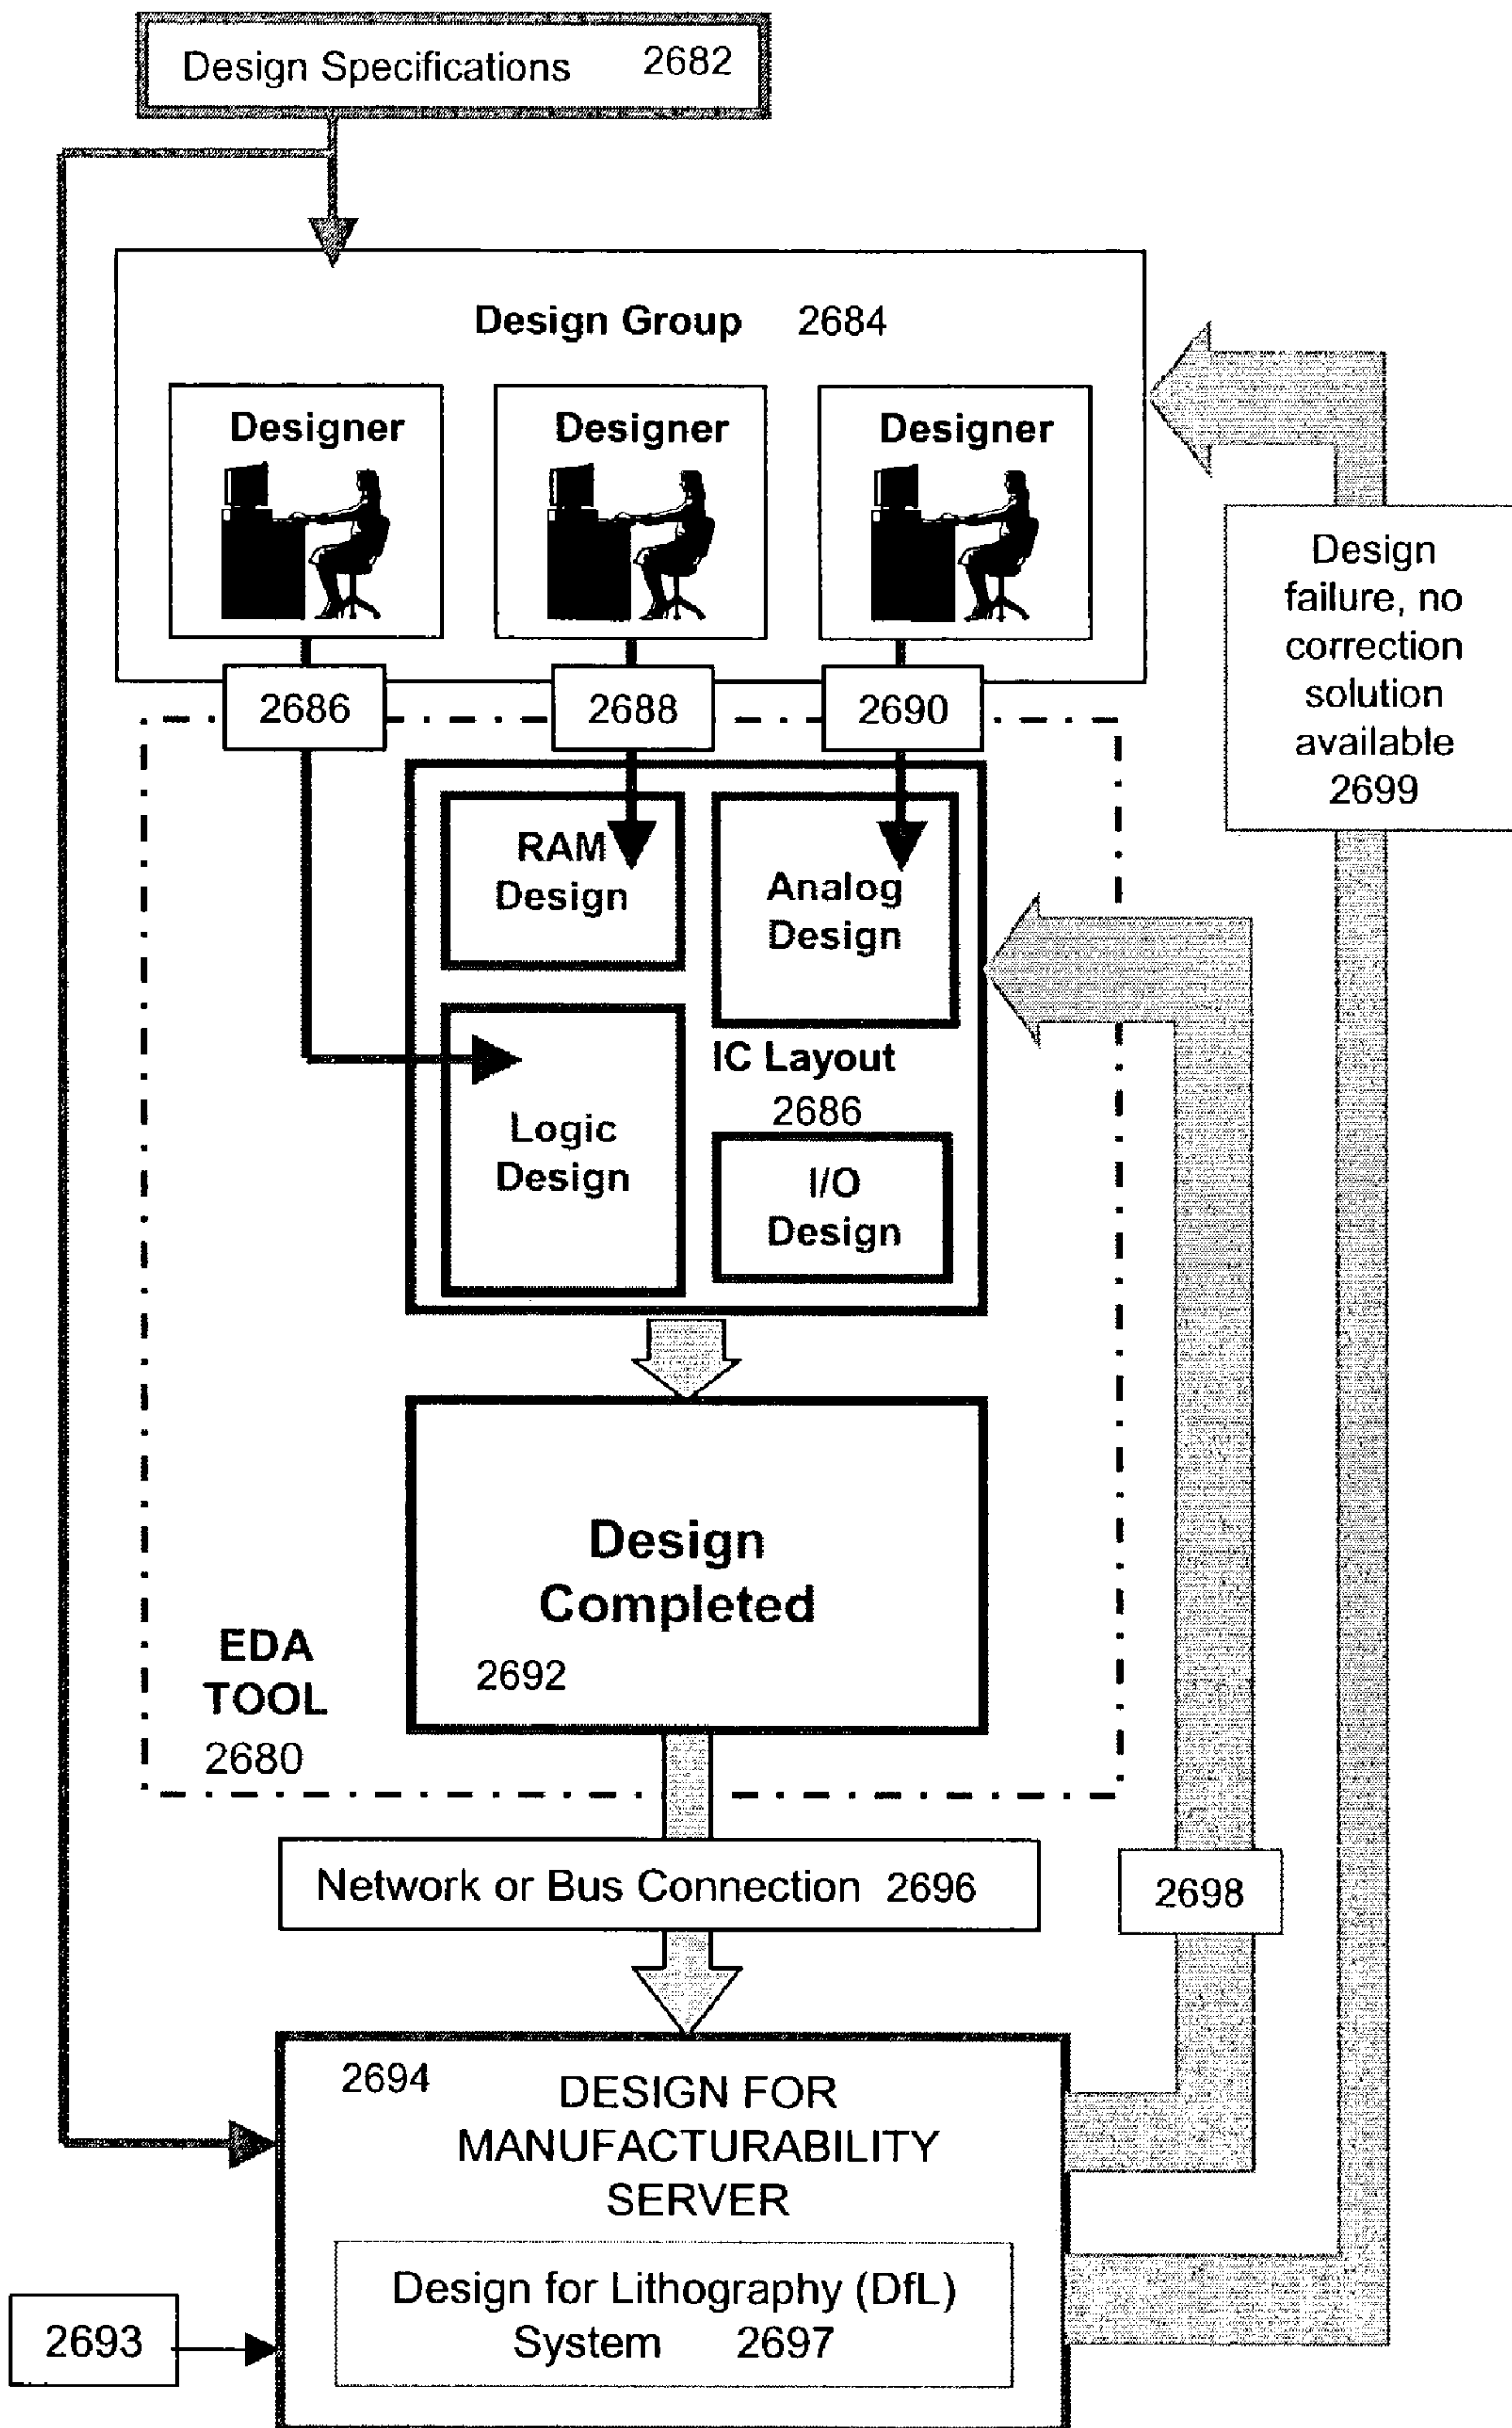 Design Specifications 2682
Design Group 2684
Designer
Designer
Designer
2686
2688
2690
Design
failure, no
correction
solution
available
2699
RAM
Design
Analog
Design
IC Layout
2686
Logic
Design
I/O
Design
Design
Completed
2692
EDA
TOOL
2680
Network or Bus Connection 2696
2698
2694
DESIGN FOR
MANUFACTURABILITY
SERVER
Design for Lithography (DfL)
System 2697
2693